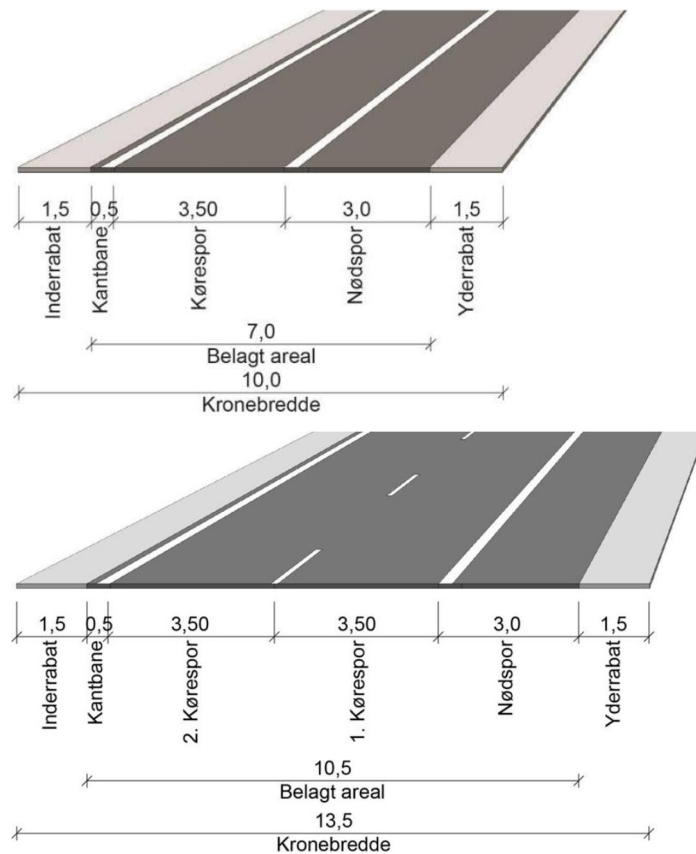 1,5 0,5 3,50 3,0 1,5
Inderrabat Kantbane Kørespor Nødspor Yderrabat
7,0
Belagt areal
10,0
Kronebredde
1,5 0,5 3,50 3,50 3,0 1,5
Inderrabat Kantbane 2. Kørespor 1. Kørespor Nødspor Yderrabat
10,5
Belagt areal
13,5
Kronebredde